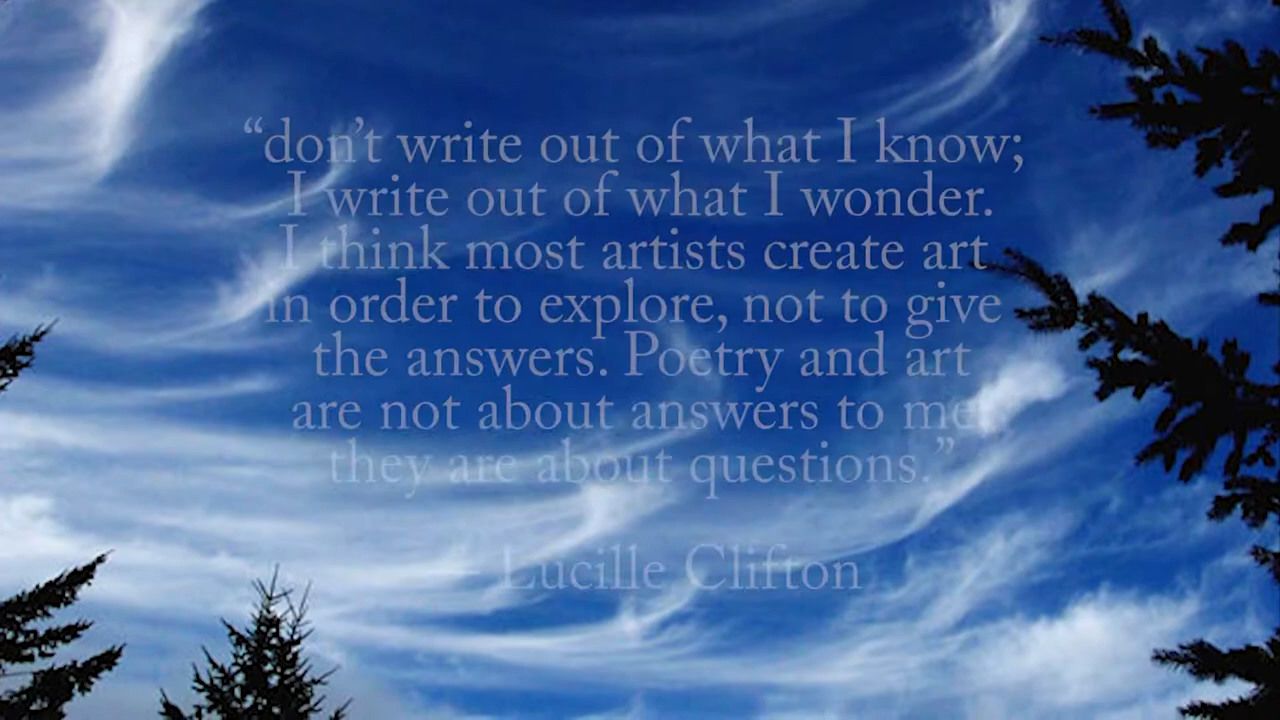 “don’t write out of what I know;
I write out of what I wonder.
I think most artists create art
in order to explore, not to give
the answers. Poetry and art
are not about answers to me;
they are about questions.”
— Lucille Clifton